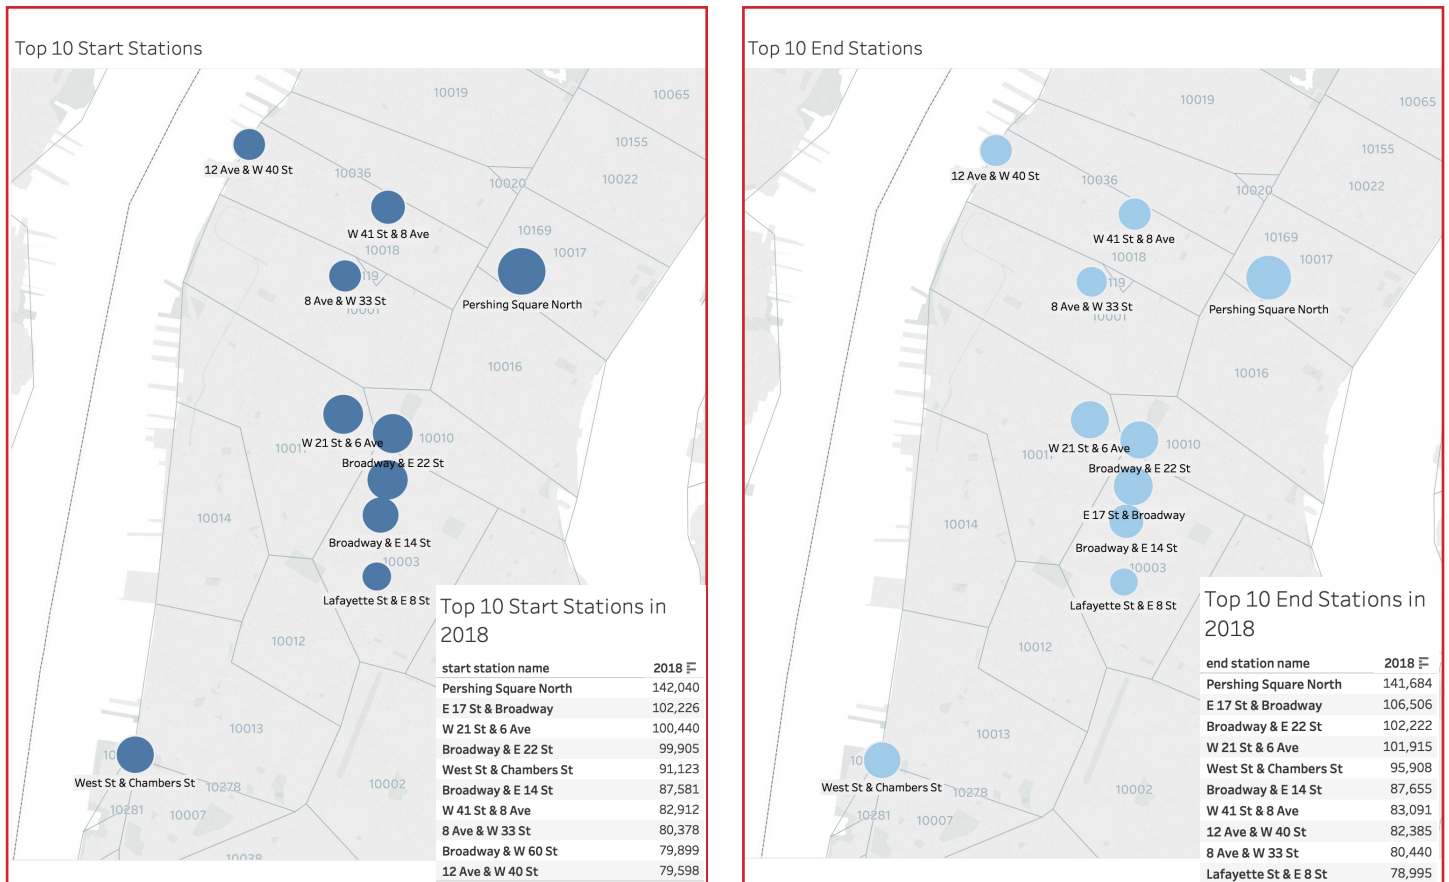 Top 10 Start Stations
10019
10065
10155
12 Ave & W 40 St
10036
10020
10022
W 41 St & 8 Ave
10169
10018
10017
119
8 Ave & W 33 St
Pershing Square North
10001
10016
W 21 St & 6 Ave
10010
1001
Broadway & E 22 St
10014
Broadway & E 14 St
10003
Lafayette St & E 8 St
10012
10013
10
West St & Chambers St
10278
10002
10281
10007
10038
Top 10 Start Stations in
2018
start station name 2018
Pershing Square North 142,040
E 17 St & Broadway 102,226
W 21 St & 6 Ave 100,440
Broadway & E 22 St 99,905
West St & Chambers St 91,123
Broadway & E 14 St 87,581
W 41 St & 8 Ave 82,912
8 Ave & W 33 St 80,378
Broadway & W 60 St 79,899
12 Ave & W 40 St 79,598
Top 10 End Stations
10019
10065
10155
12 Ave & W 40 St
10036
10020
10022
W 41 St & 8 Ave
10169
10018
10017
119
8 Ave & W 33 St
Pershing Square North
10001
10016
W 21 St & 6 Ave
10010
1001
Broadway & E 22 St
E 17 St & Broadway
10014
Broadway & E 14 St
10003
Lafayette St & E 8 St
10012
10013
10
West St & Chambers St
10278
10002
10281
10007
Top 10 End Stations in
2018
end station name 2018
Pershing Square North 141,684
E 17 St & Broadway 106,506
Broadway & E 22 St 102,222
W 21 St & 6 Ave 101,915
West St & Chambers St 95,908
Broadway & E 14 St 87,655
W 41 St & 8 Ave 83,091
12 Ave & W 40 St 82,385
8 Ave & W 33 St 80,440
Lafayette St & E 8 St 78,995